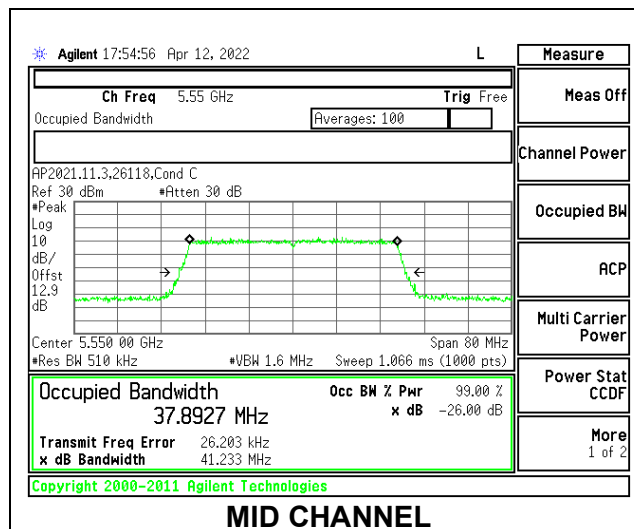 Agilent 17:54:56 Apr 12, 2022 L
Measure
Ch Freq 5.55 GHz Trig Free
Occupied Bandwidth Averages: 100
Meas Off
Channel Power
AP2021.11.3,26118,Cond C
Ref 30 dBm #Atten 30 dB
#Peak
Log
10
dB/
Offst
12.9
dB
Occupied BW
ACP
Center 5.550 00 GHz Span 80 MHz
#Res BW 510 kHz #VBW 1.6 MHz Sweep 1.066 ms (1000 pts)
Multi Carrier
Power
Occupied Bandwidth Occ BW % Pwr 99.00 %
37.8927 MHz x dB -26.00 dB
Power Stat
CCDF
Transmit Freq Error 26.203 kHz
x dB Bandwidth 41.233 MHz
More
1 of 2
Copyright 2000-2011 Agilent Technologies
MID CHANNEL